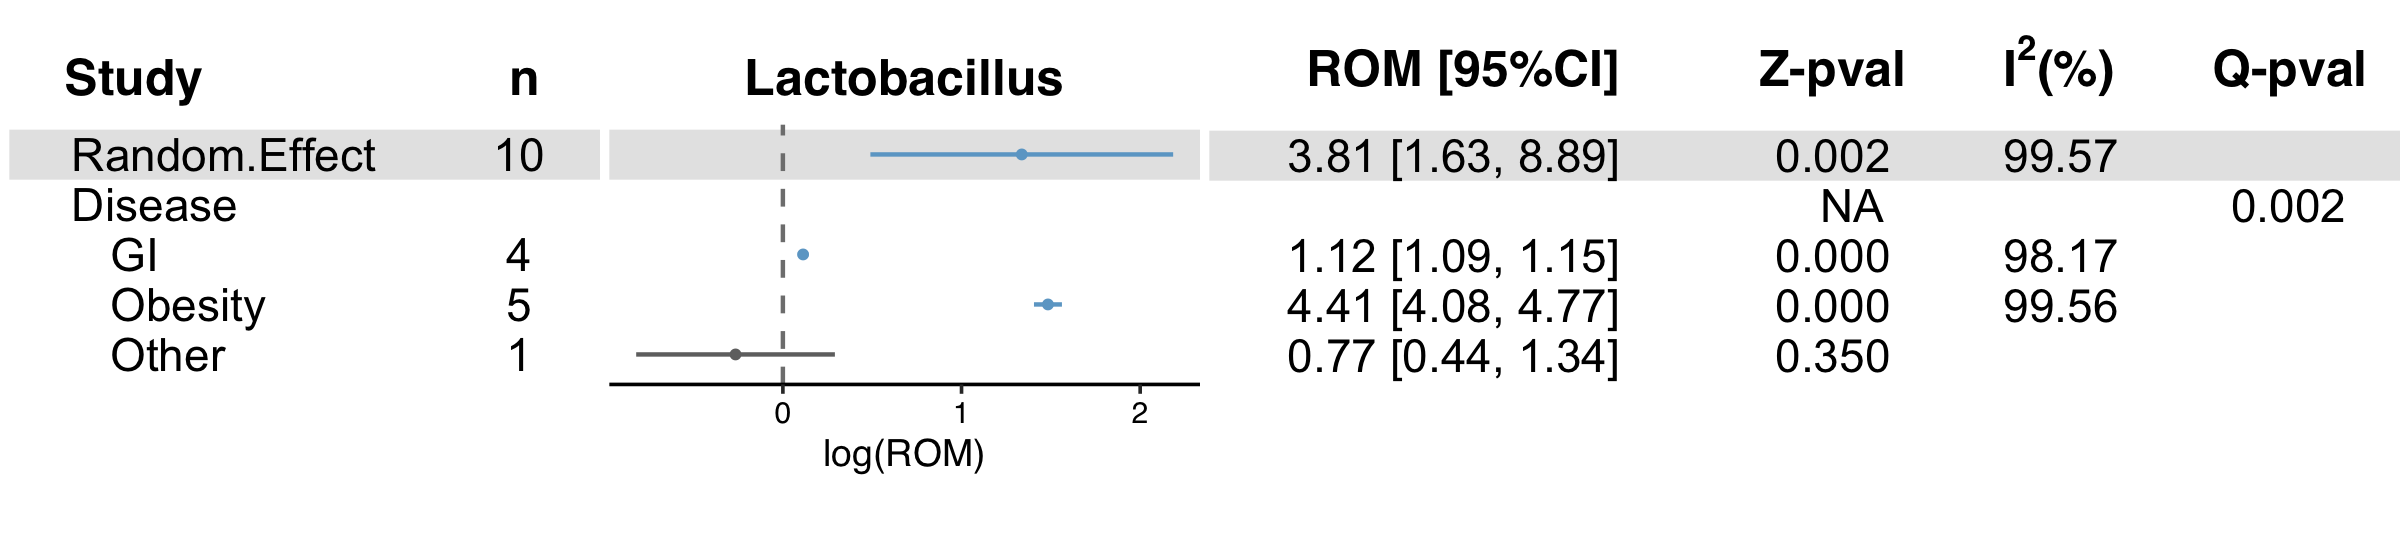 Study n Lactobacillus ROM [95%CI] Z-pval I²(%) Q-pval
Random.Effect 10 3.81 [1.63, 8.89] 0.002 99.57
Disease NA 0.002
GI 4 1.12 [1.09, 1.15] 0.000 98.17
Obesity 5 4.41 [4.08, 4.77] 0.000 99.56
Other 1 0.77 [0.44, 1.34] 0.350
0 1 2
log(ROM)